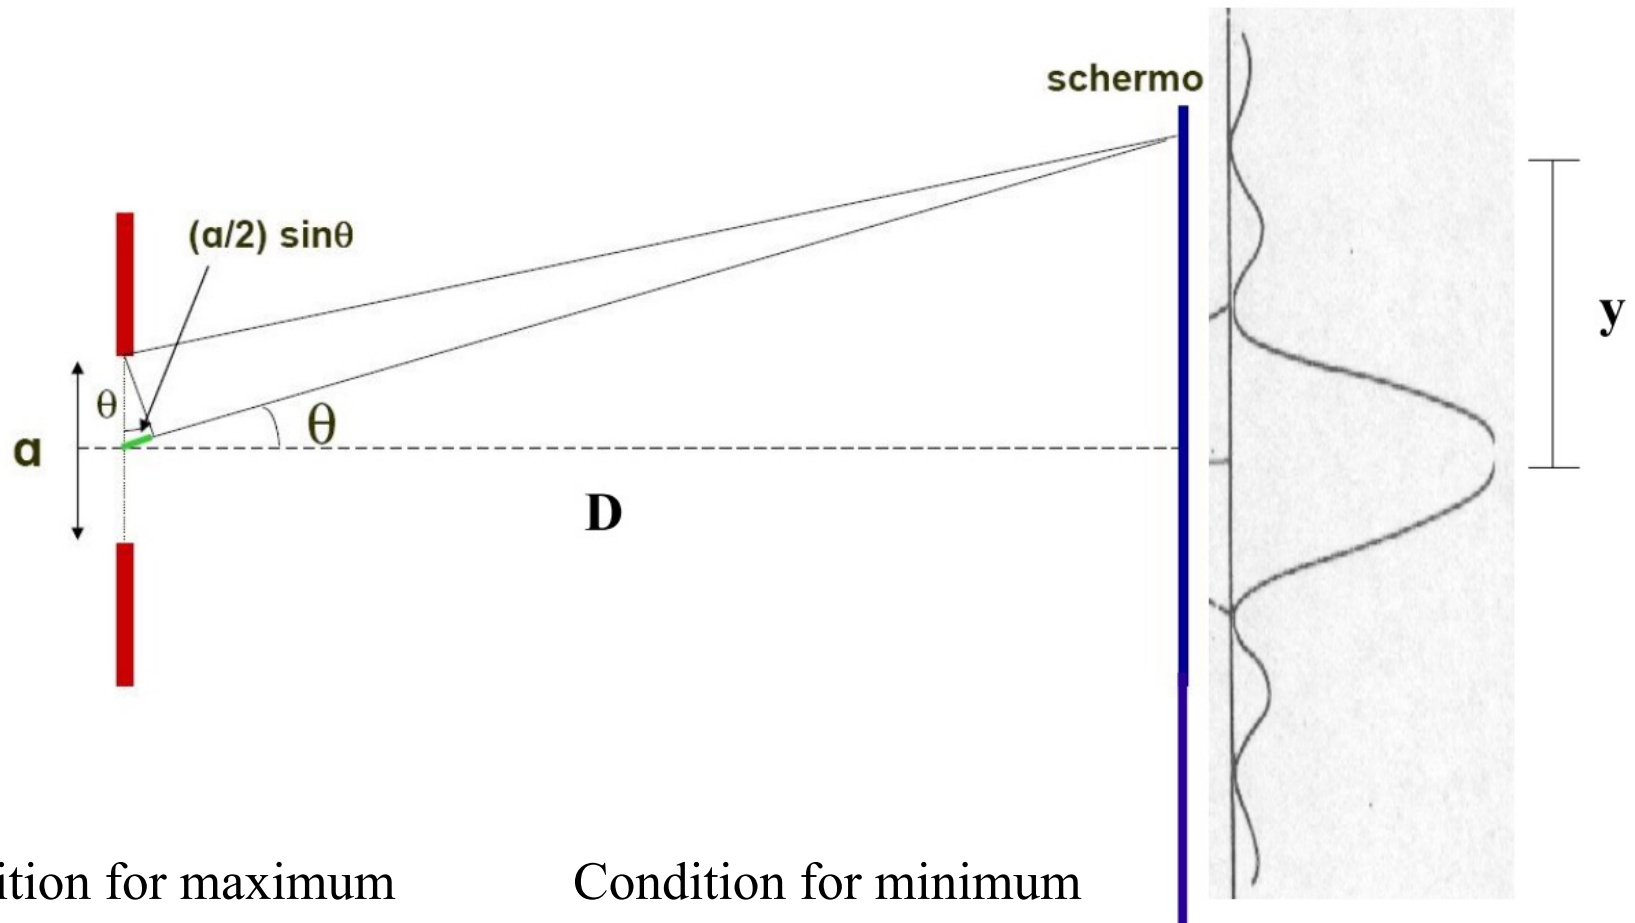 schermo
(a/2) sinθ
y
θ
θ
a
D
ition for maximum
Condition for minimum